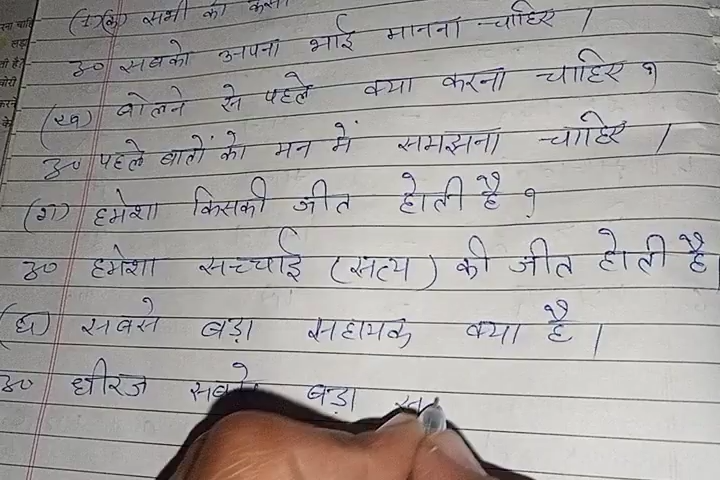 (1)(क) सभी को
उ० सबको अपना भाई मानना चाहिए ।
(ख) बोलने से पहले क्या करना चाहिए ?
उ० पहले बातों को मन में समझना चाहिए ।
(ग) हमेशा किसकी जीत होती है ?
उ० हमेशा सच्चाई (सत्य) की जीत होती है ।
(घ) सबसे बड़ा सहायक क्या है ।
उ० धीरज सबसे बड़ा